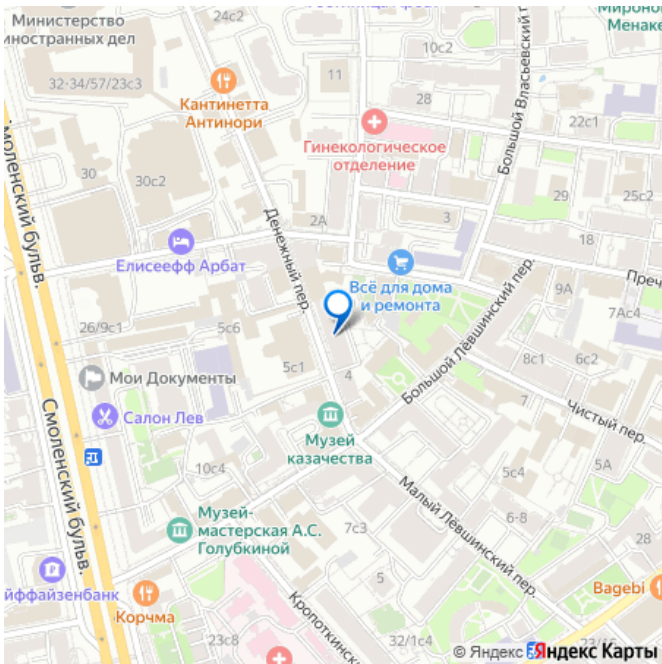 Министерство
иностранных дел
24с2
10с2
Менаке
32-34/57/23с3
11
Кантинетта
Антинори
28
Большой Власьевский п
22с1
Гинекологическое
отделение
30
30с2
Смоленский бульв.
Денежный пер.
2А
3
29
25с2
18
Елисеефф Арбат
Всё для дома
и ремонта
Преч
9А
7Ас4
26/9с1
5с6
5с1
4
Большой Лёвшинский пер.
8с1
6с2
Мои Документы
7
Чистый пер.
Салон Лев
Музей
казачества
Смоленский бульв.
10с4
5с4
5А
Музей-
мастерская А.С.
Голубкиной
7с3
Малый Лёвшинский пер.
6-8
йффайзенбанк
5
Bagebi
Корчма
Кропоткинск
23с8
32/1с4
© Яндекс
Яндекс Карты